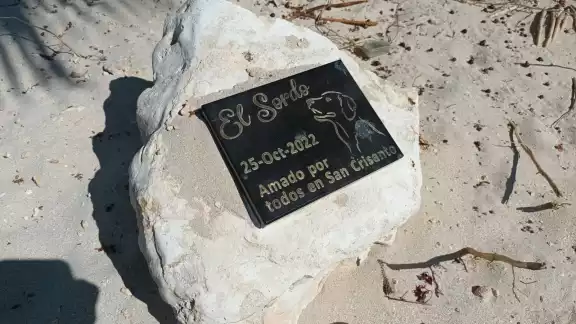 El Sordo
25-Oct-2022
Amado por
todos en San Crisanto